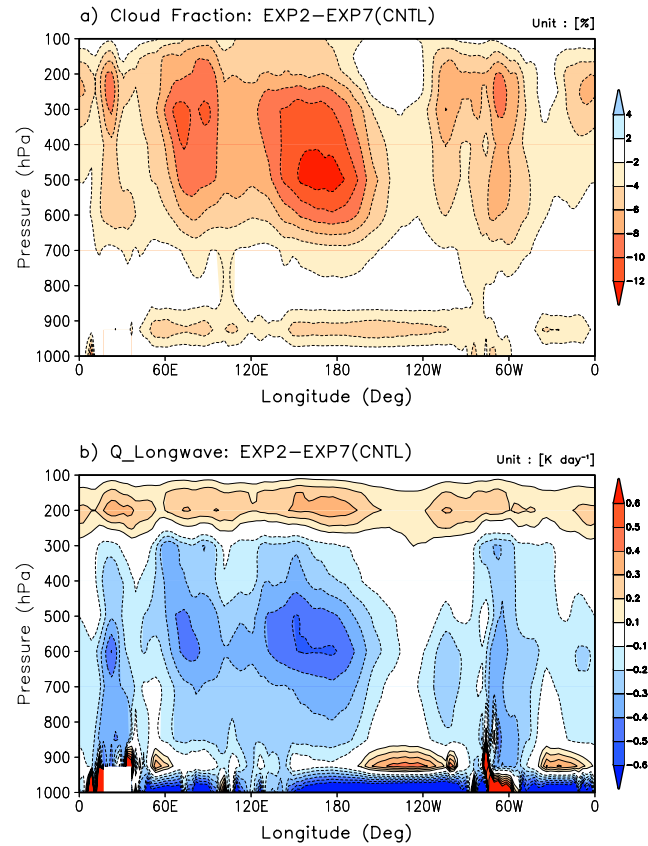 a) Cloud Fraction: EXP2−EXP7(CNTL)
Unit : [%]
Pressure (hPa)
100
200
300
400
500
600
700
800
900
1000
0
60E
120E
180
120W
60W
0
Longitude (Deg)
4
2
−2
−4
−6
−8
−10
−12
b) Q_Longwave: EXP2−EXP7(CNTL)
Unit : [K day⁻¹]
Pressure (hPa)
100
200
300
400
500
600
700
800
900
1000
0
60E
120E
180
120W
60W
0
Longitude (Deg)
0.6
0.5
0.4
0.3
0.2
0.1
−0.1
−0.2
−0.3
−0.4
−0.5
−0.6